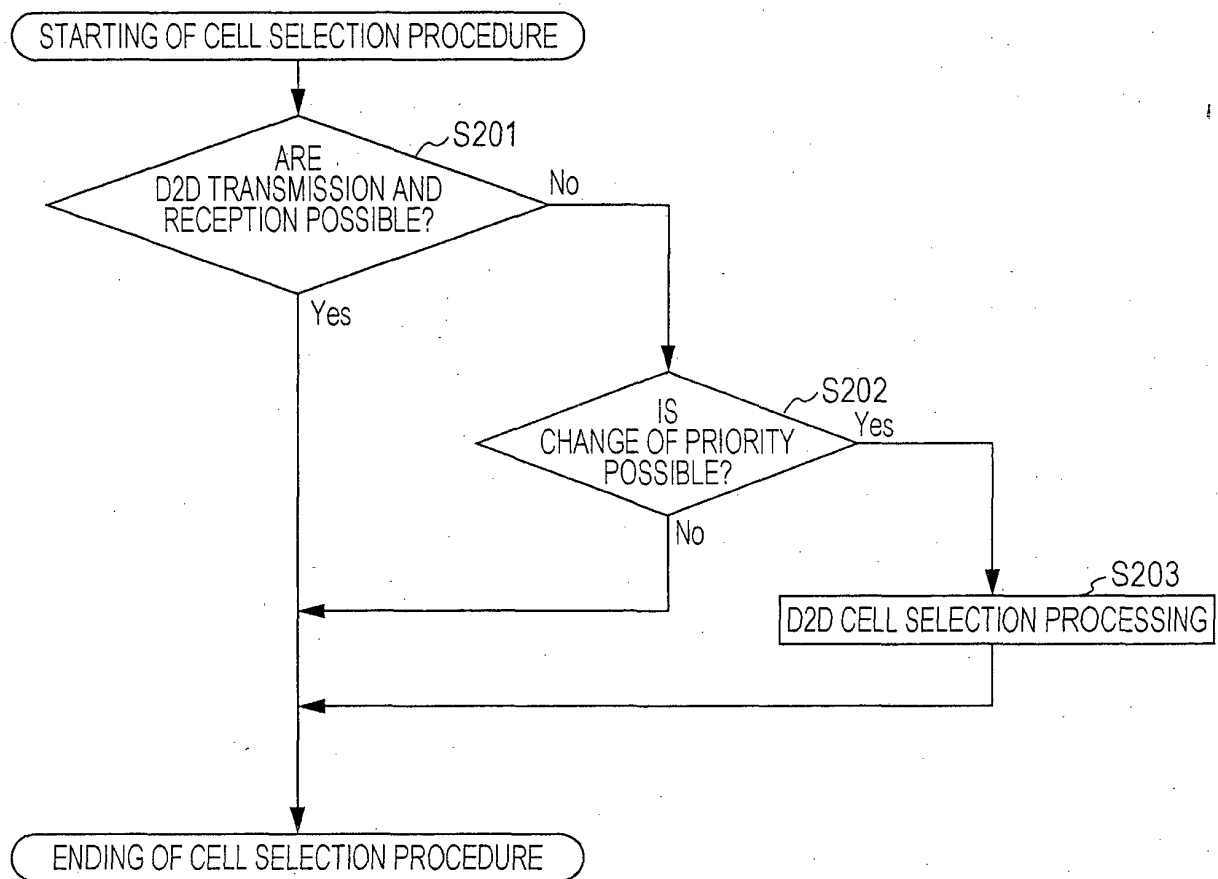 STARTING OF CELL SELECTION PROCEDURE
S201
ARE
D2D TRANSMISSION AND
RECEPTION POSSIBLE?
No
Yes
S202
IS
CHANGE OF PRIORITY
POSSIBLE?
Yes
No
S203
D2D CELL SELECTION PROCESSING
ENDING OF CELL SELECTION PROCEDURE